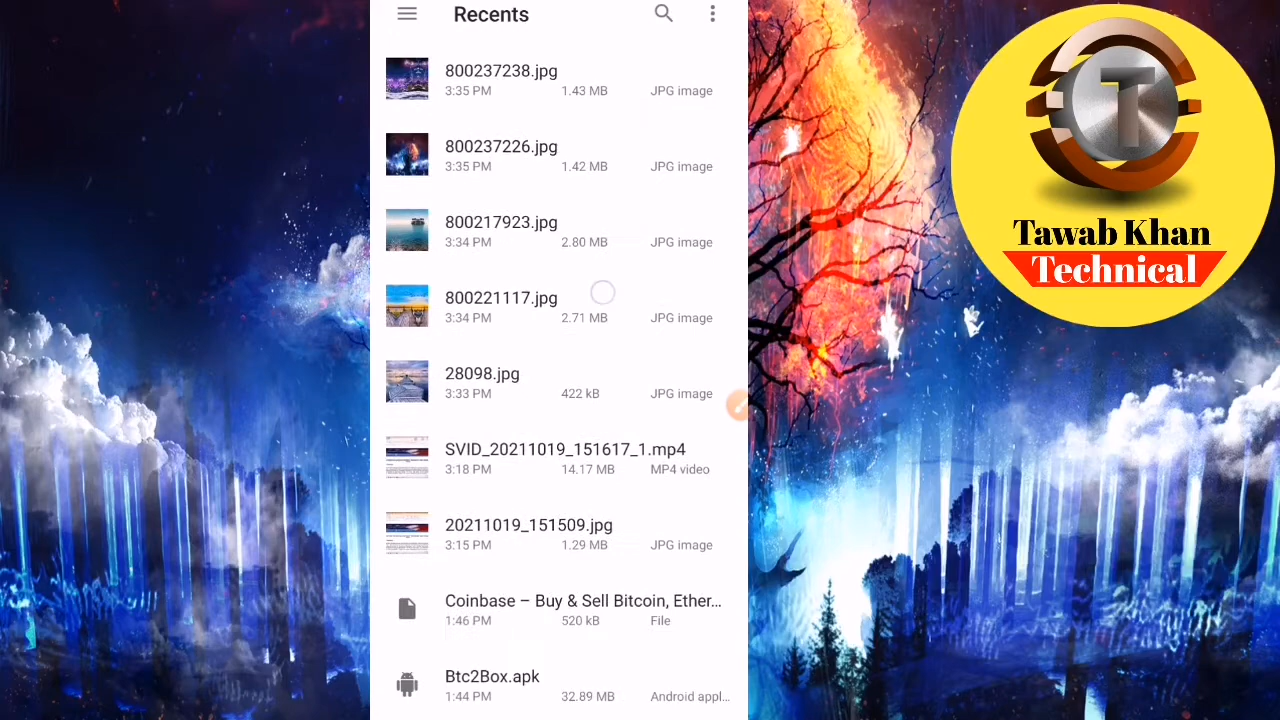 Recents
800237238.jpg
3:35 PM 1.43 MB JPG image
800237226.jpg
3:35 PM 1.42 MB JPG image
800217923.jpg
3:34 PM 2.80 MB JPG image
800221117.jpg
3:34 PM 2.71 MB JPG image
28098.jpg
3:33 PM 422 kB JPG image
SVID_20211019_151617_1.mp4
3:18 PM 14.17 MB MP4 video
20211019_151509.jpg
3:15 PM 1.29 MB JPG image
Coinbase – Buy & Sell Bitcoin, Ether...
1:46 PM 520 kB File
Btc2Box.apk
1:44 PM 32.89 MB Android appl...
T
Tawab Khan
Technical